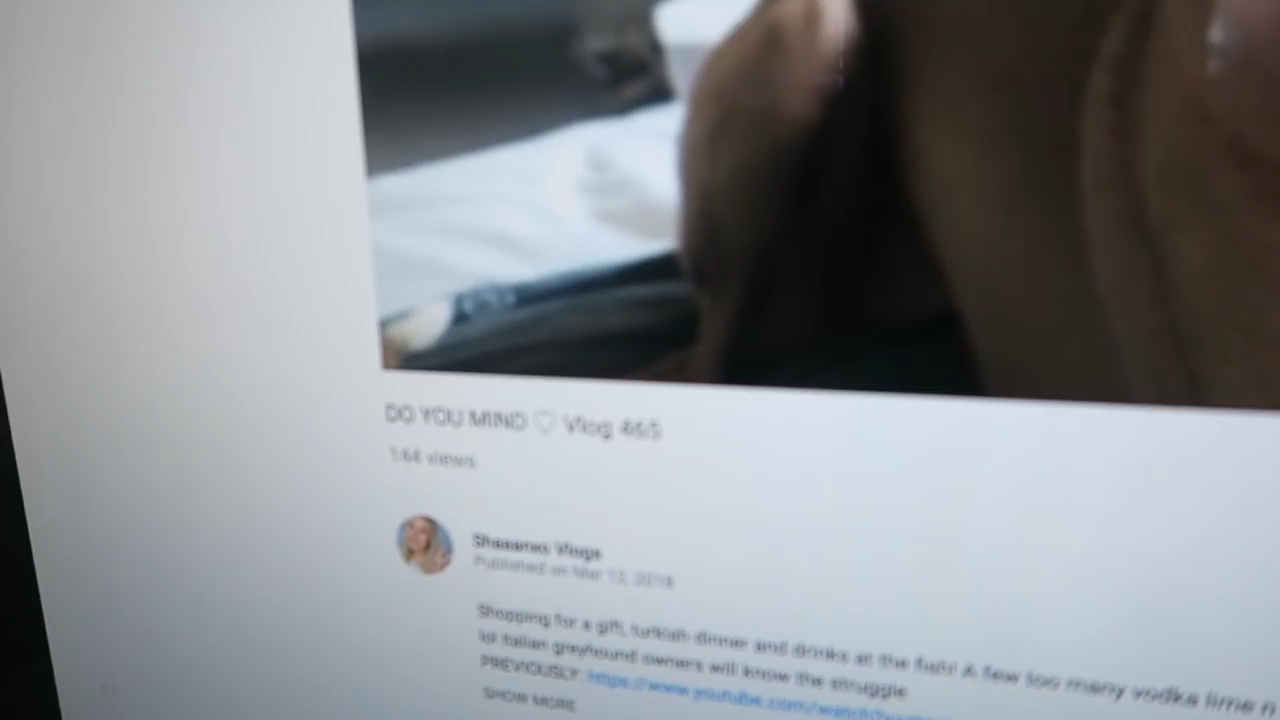 DO YOU MIND ♡ Vlog 465
144 views
Shaaanxo Vlogs
Published on Mar 12, 2018
Shopping for a gift, turkish dinner and drinks at the fish! A few too many vodka lime
lol italian greyhound owners will know the struggle
PREVIOUSLY: https://www.youtube.com/watch?v=
SHOW MORE